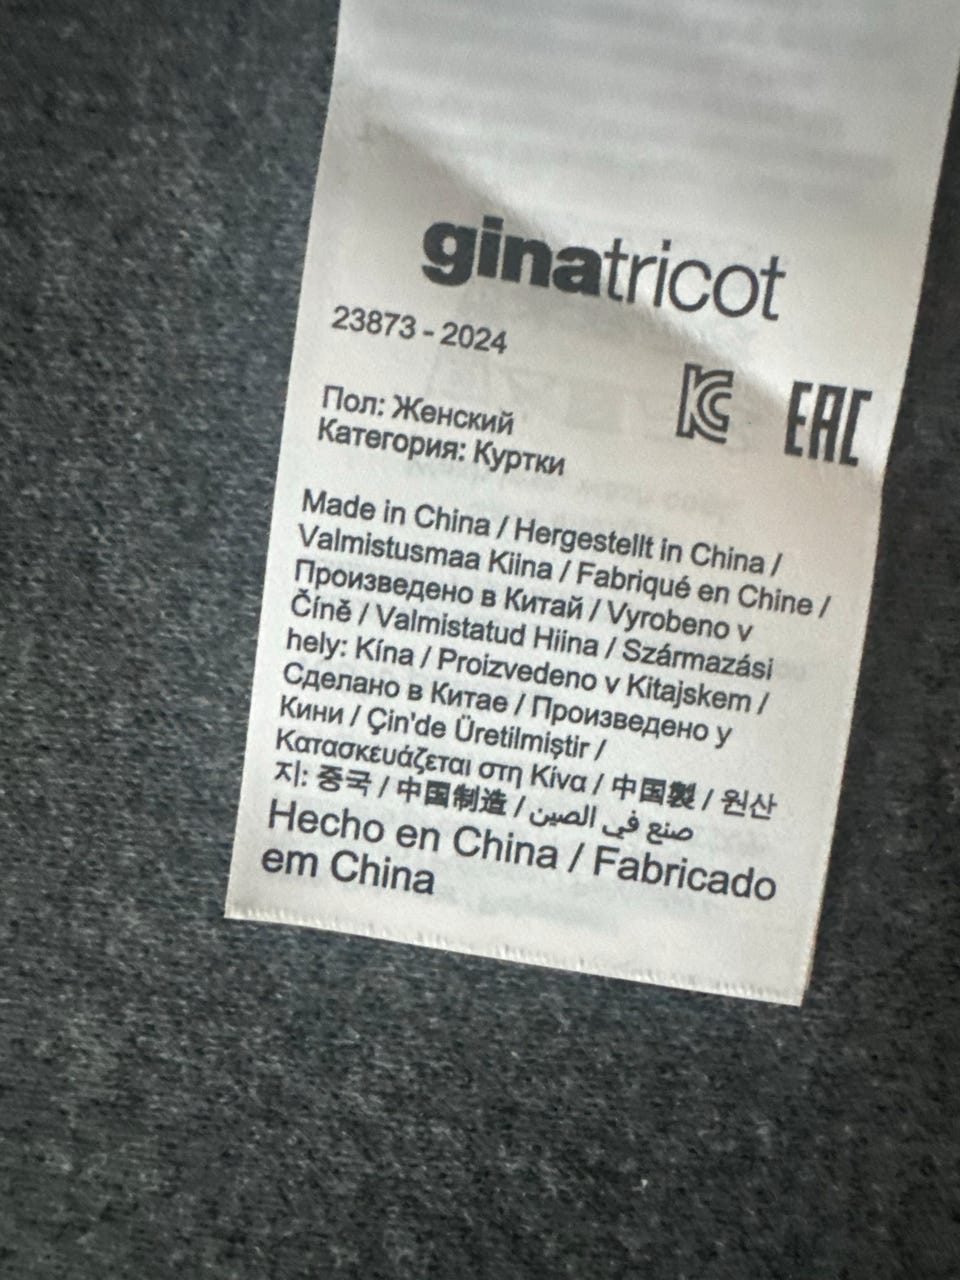 ginatricot
23873 - 2024
KC EAC
Пол: Женский
Категория: Куртки
Made in China / Hergestellt in China /
Valmistusmaa Kiina / Fabriqué en Chine /
Произведено в Китай / Vyrobeno v
Číně / Valmistatud Hiina / Származási
hely: Kína / Proizvedeno v Kitajskem /
Сделано в Китае / Произведено у
Кини / Çin'de Üretilmiştir /
Κατασκευάζεται στη Κίνα / 中国製 / 원산
지: 중국 / 中国制造 / صنع في الصين
Hecho en China / Fabricado
em China